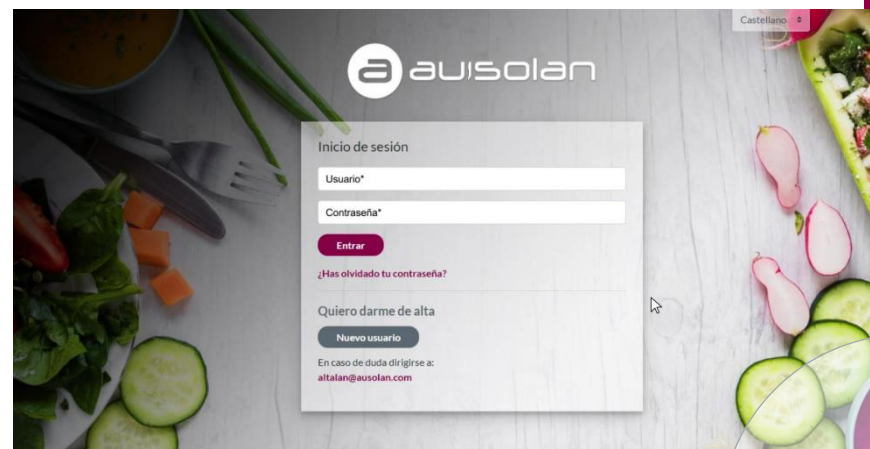 Castellano
a ausolan
Inicio de sesión
Usuario*
Contraseña*
Entrar
¿Has olvidado tu contraseña?
Quiero darme de alta
Nuevo usuario
En caso de duda dirigirse a:
altalan@ausolan.com